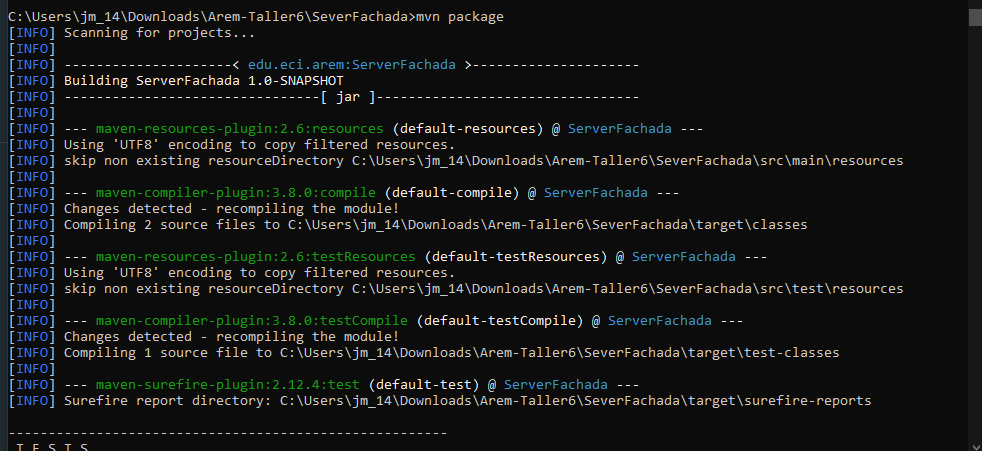 C:\Users\jm_14\Downloads\Arem-Taller6\SeverFachada>mvn package
[INFO] Scanning for projects...
[INFO]
[INFO] ---------------------< edu.eci.arem:ServerFachada >---------------------
[INFO] Building ServerFachada 1.0-SNAPSHOT
[INFO] --------------------------------[ jar ]---------------------------------
[INFO]
[INFO] --- maven-resources-plugin:2.6:resources (default-resources) @ ServerFachada ---
[INFO] Using 'UTF8' encoding to copy filtered resources.
[INFO] skip non existing resourceDirectory C:\Users\jm_14\Downloads\Arem-Taller6\SeverFachada\src\main\resources
[INFO]
[INFO] --- maven-compiler-plugin:3.8.0:compile (default-compile) @ ServerFachada ---
[INFO] Changes detected - recompiling the module!
[INFO] Compiling 2 source files to C:\Users\jm_14\Downloads\Arem-Taller6\SeverFachada\target\classes
[INFO]
[INFO] --- maven-resources-plugin:2.6:testResources (default-testResources) @ ServerFachada ---
[INFO] Using 'UTF8' encoding to copy filtered resources.
[INFO] skip non existing resourceDirectory C:\Users\jm_14\Downloads\Arem-Taller6\SeverFachada\src\test\resources
[INFO]
[INFO] --- maven-compiler-plugin:3.8.0:testCompile (default-testCompile) @ ServerFachada ---
[INFO] Changes detected - recompiling the module!
[INFO] Compiling 1 source file to C:\Users\jm_14\Downloads\Arem-Taller6\SeverFachada\target\test-classes
[INFO]
[INFO] --- maven-surefire-plugin:2.12.4:test (default-test) @ ServerFachada ---
[INFO] Surefire report directory: C:\Users\jm_14\Downloads\Arem-Taller6\SeverFachada\target\surefire-reports
-------------------------------------------------------
T E S T S